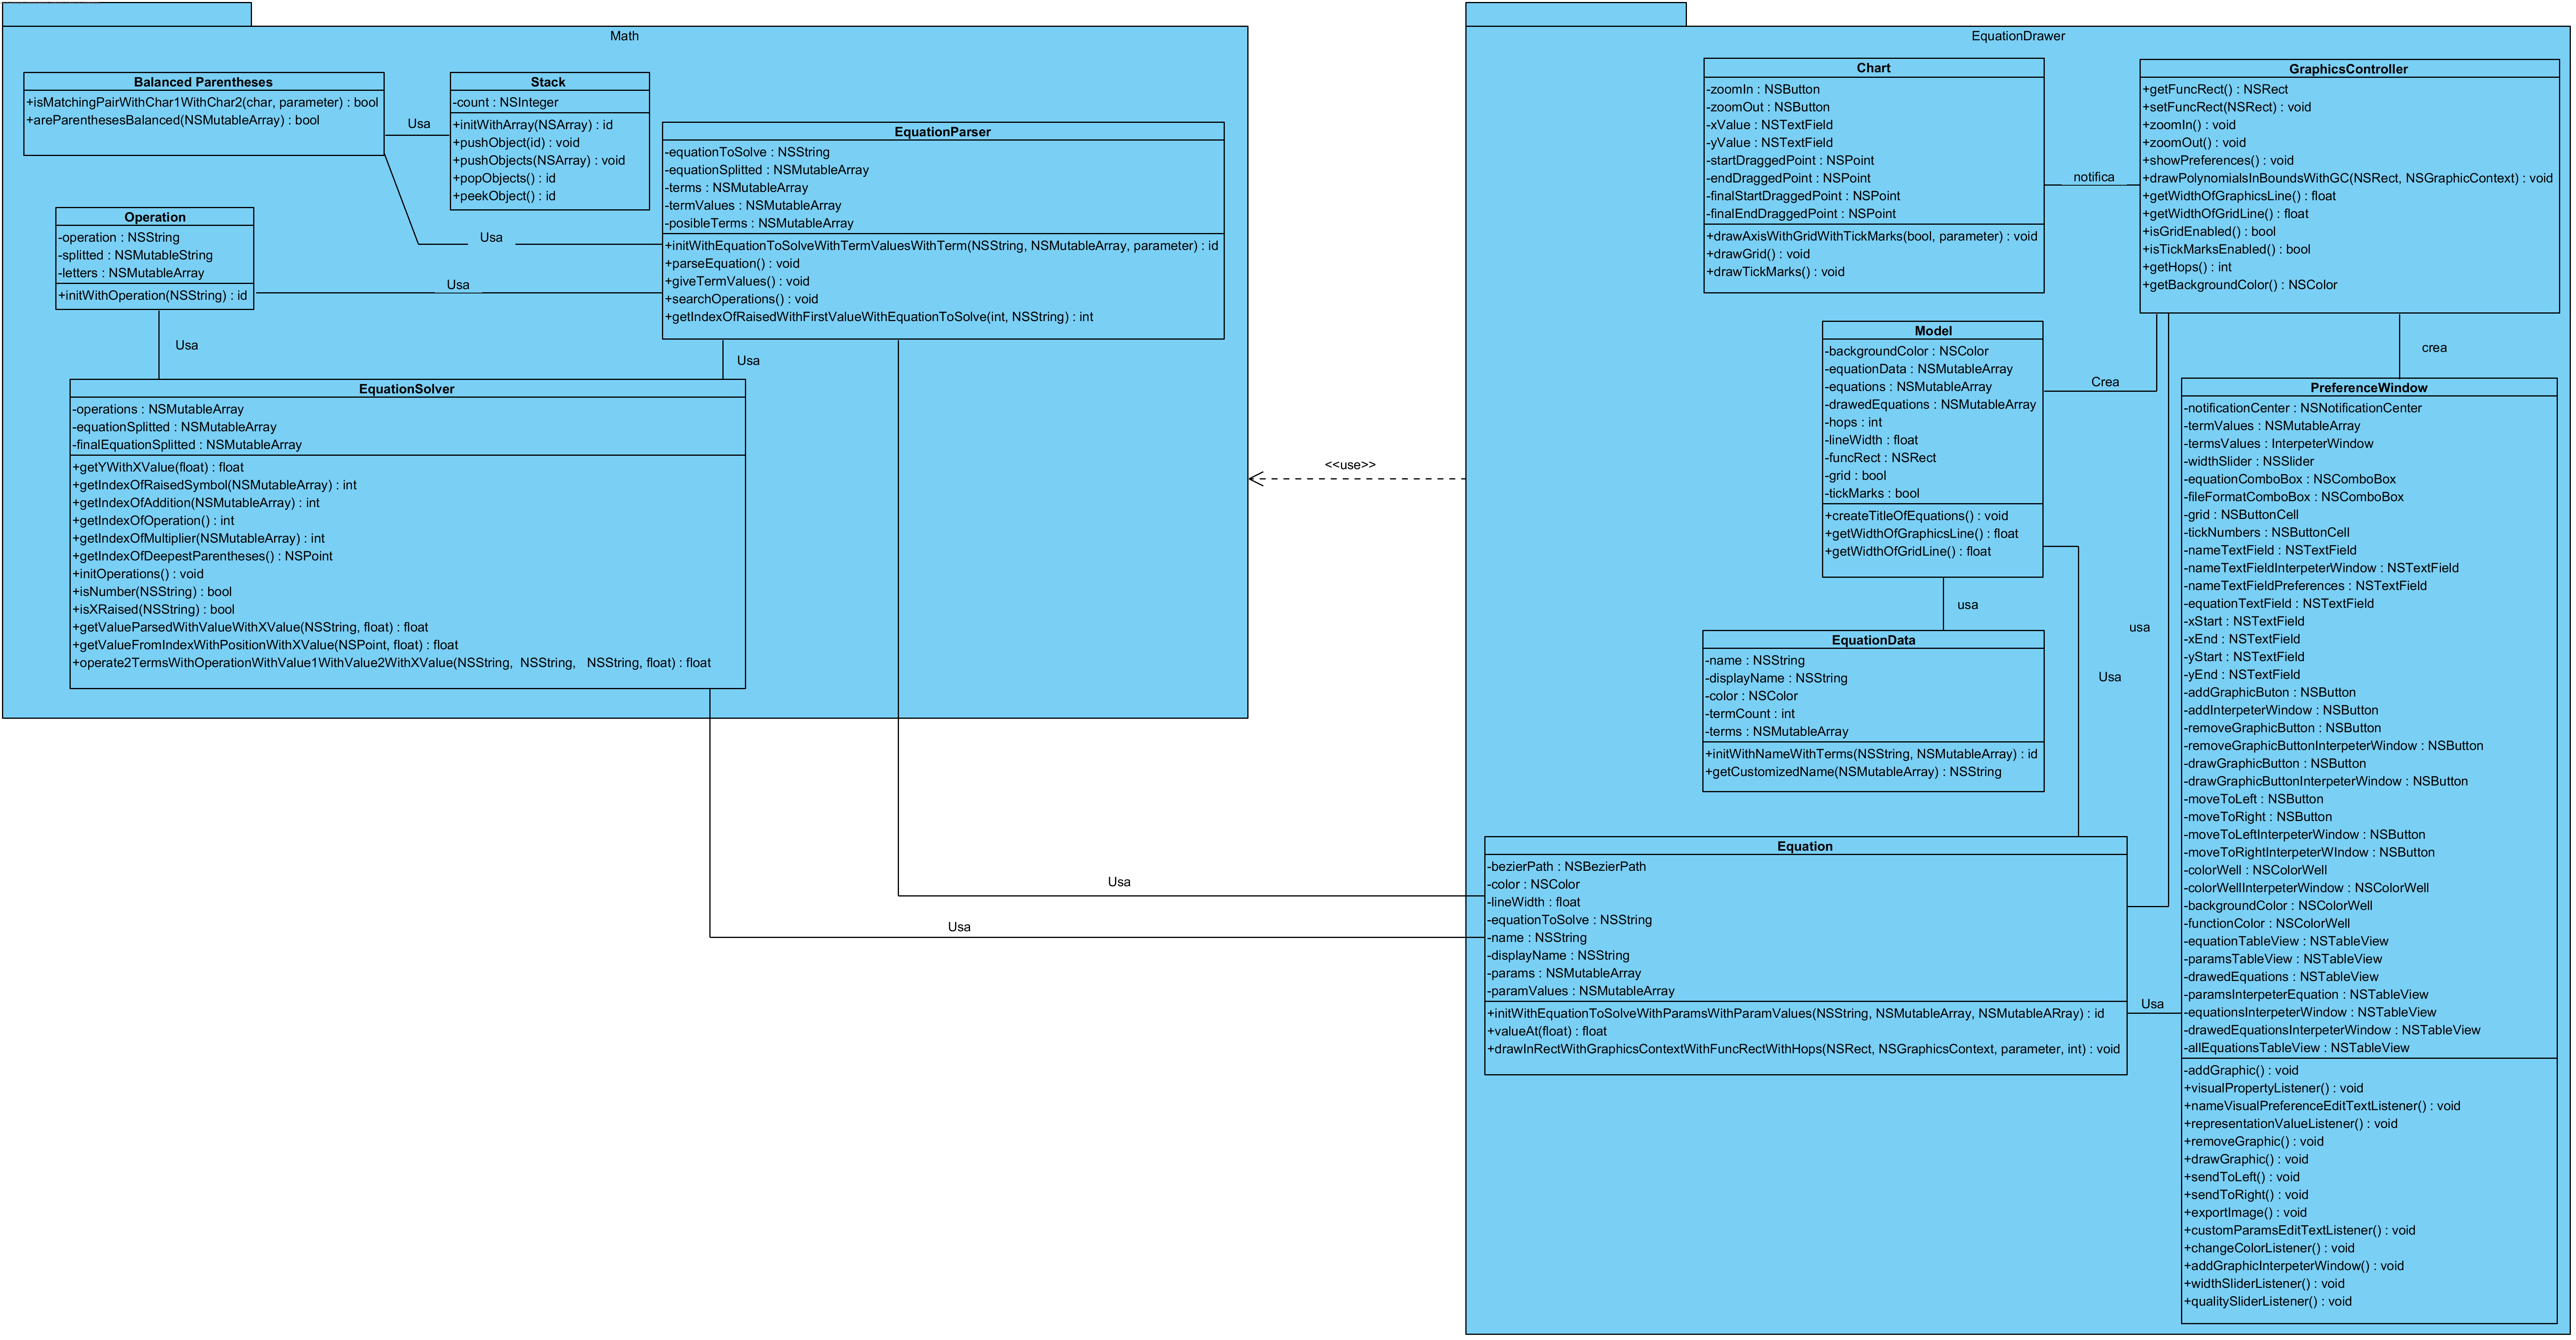 Math
Balanced Parentheses
+isMatchingPairWithChar1WithChar2(char, parameter) : bool
+areParenthesesBalanced(NSMutableArray) : bool
Usa
Stack
-count : NSInteger
+initWithArray(NSArray) : id
+pushObject(id) : void
+pushObjects(NSArray) : void
+popObjects() : id
+peekObject() : id
Usa
EquationParser
-equationToSolve : NSString
-equationSplitted : NSMutableArray
-terms : NSMutableArray
-termValues : NSMutableArray
-posibleTerms : NSMutableArray
+initWithEquationToSolveWithTermValuesWithTerm(NSString, NSMutableArray, parameter) : id
+parseEquation() : void
+giveTermValues() : void
+searchOperations() : void
+getIndexOfRaisedWithFirstValueWithEquationToSolve(int, NSString) : int
Operation
-operation : NSString
-splitted : NSMutableString
-letters : NSMutableArray
+initWithOperation(NSString) : id
Usa
Usa
Usa
EquationSolver
-operations : NSMutableArray
-equationSplitted : NSMutableArray
-finalEquationSplitted : NSMutableArray
+getYWithXValue(float) : float
+getIndexOfRaisedSymbol(NSMutableArray) : int
+getIndexOfAddition(NSMutableArray) : int
+getIndexOfOperation() : int
+getIndexOfMultiplier(NSMutableArray) : int
+getIndexOfDeepestParentheses() : NSPoint
+initOperations() : void
+isNumber(NSString) : bool
+isXRaised(NSString) : bool
+getValueParsedWithValueWithXValue(NSString, float) : float
+getValueFromIndexWithPositionWithXValue(NSPoint, float) : float
+operate2TermsWithOperationWithValue1WithValue2WithXValue(NSString, NSString, NSString, float) : float
<<use>>
Usa
Usa
EquationDrawer
Chart
-zoomIn : NSButton
-zoomOut : NSButton
-xValue : NSTextField
-yValue : NSTextField
-startDraggedPoint : NSPoint
-endDraggedPoint : NSPoint
-finalStartDraggedPoint : NSPoint
-finalEndDraggedPoint : NSPoint
+drawAxisWithGridWithTickMarks(bool, parameter) : void
+drawGrid() : void
+drawTickMarks() : void
notifica
GraphicsController
+getFuncRect() : NSRect
+setFuncRect(NSRect) : void
+zoomIn() : void
+zoomOut() : void
+showPreferences() : void
+drawPolynomialsInBoundsWithGC(NSRect, NSGraphicContext) : void
+getWidthOfGraphicsLine() : float
+getWidthOfGridLine() : float
+isGridEnabled() : bool
+isTickMarksEnabled() : bool
+getHops() : int
+getBackgroundColor() : NSColor
Model
-backgroundColor : NSColor
-equationData : NSMutableArray
-equations : NSMutableArray
-drawedEquations : NSMutableArray
-hops : int
-lineWidth : float
-funcRect : NSRect
-grid : bool
-tickMarks : bool
+createTitleOfEquations() : void
+getWidthOfGraphicsLine() : float
+getWidthOfGridLine() : float
Crea
crea
usa
usa
Usa
EquationData
-name : NSString
-displayName : NSString
-color : NSColor
-termCount : int
-terms : NSMutableArray
+initWithNameWithTerms(NSString, NSMutableArray) : id
+getCustomizedName(NSMutableArray) : NSString
Equation
-bezierPath : NSBezierPath
-color : NSColor
-lineWidth : float
-equationToSolve : NSString
-name : NSString
-displayName : NSString
-params : NSMutableArray
-paramValues : NSMutableArray
+initWithEquationToSolveWithParamsWithParamValues(NSString, NSMutableArray, NSMutableARray) : id
+valueAt(float) : float
+drawInRectWithGraphicsContextWithFuncRectWithHops(NSRect, NSGraphicsContext, parameter, int) : void
Usa
PreferenceWindow
-notificationCenter : NSNotificationCenter
-termValues : NSMutableArray
-termsValues : InterpeterWindow
-widthSlider : NSSlider
-equationComboBox : NSComboBox
-fileFormatComboBox : NSComboBox
-grid : NSButtonCell
-tickNumbers : NSButtonCell
-nameTextField : NSTextField
-nameTextFieldInterpeterWindow : NSTextField
-nameTextFieldPreferences : NSTextField
-equationTextField : NSTextField
-xStart : NSTextField
-xEnd : NSTextField
-yStart : NSTextField
-yEnd : NSTextField
-addGraphicButon : NSButton
-addInterpeterWindow : NSButton
-removeGraphicButton : NSButton
-removeGraphicButtonInterpeterWindow : NSButton
-drawGraphicButton : NSButton
-drawGraphicButtonInterpeterWindow : NSButton
-moveToLeft : NSButton
-moveToRight : NSButton
-moveToLeftInterpeterWindow : NSButton
-moveToRightInterpeterWIndow : NSButton
-colorWell : NSColorWell
-colorWellInterpeterWindow : NSColorWell
-backgroundColor : NSColorWell
-functionColor : NSColorWell
-equationTableView : NSTableView
-paramsTableView : NSTableView
-drawedEquations : NSTableView
-paramsInterpeterEquation : NSTableView
-equationsInterpeterWindow : NSTableView
-drawedEquationsInterpeterWindow : NSTableView
-allEquationsTableView : NSTableView
-addGraphic() : void
+visualPropertyListener() : void
+nameVisualPreferenceEditTextListener() : void
+representationValueListener() : void
+removeGraphic() : void
+drawGraphic() : void
+sendToLeft() : void
+sendToRight() : void
+exportImage() : void
+customParamsEditTextListener() : void
+changeColorListener() : void
+addGraphicInterpeterWindow() : void
+widthSliderListener() : void
+qualitySliderListener() : void